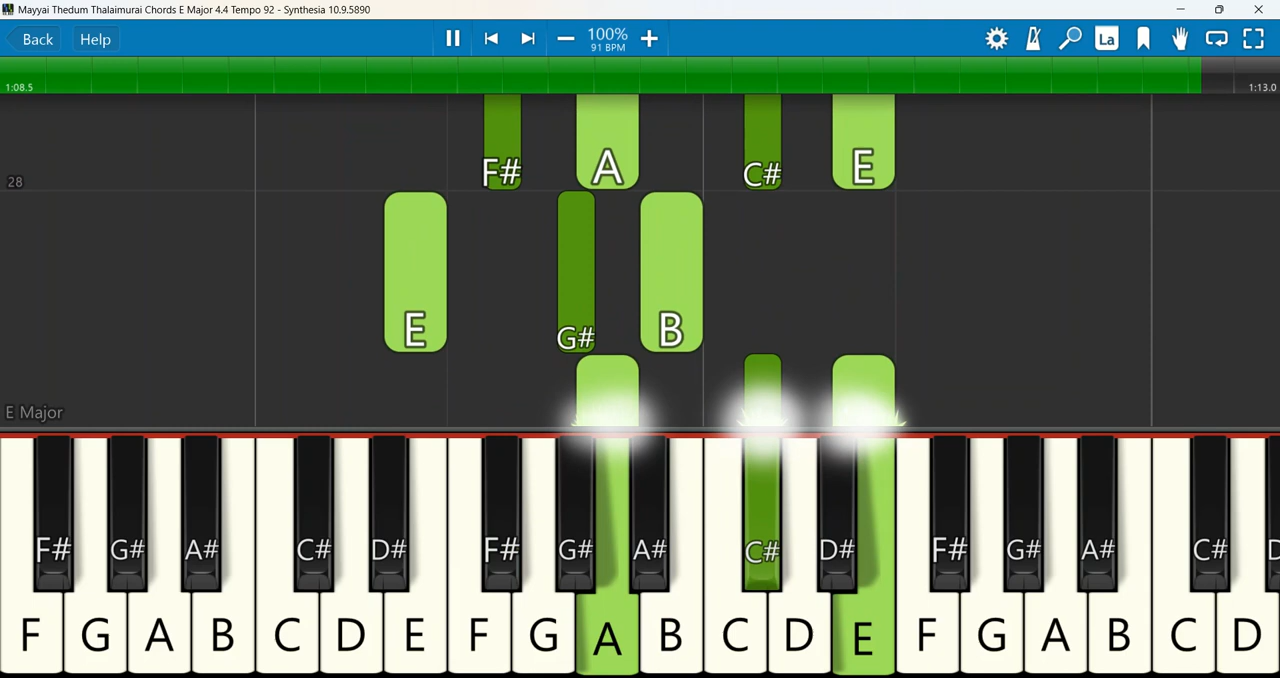 Mayyai Thedum Thalaimurai Chords E Major 4.4 Tempo 92 - Synthesia 10.9.5890
Back Help 100% La
91 BPM
1:08.5 1:13.0
F# A C# E
28
E G# B
E Major
F# G# A# C# D# F# G# A# C# D# F# G# A# C# D
F G A B C D E F G A B C D E F G A B C D